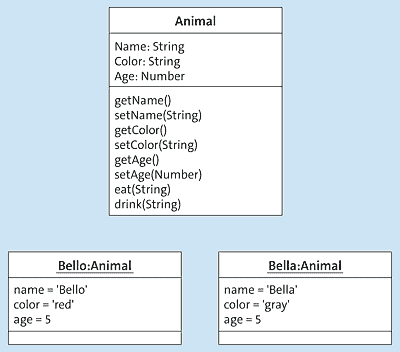 Animal
Name: String
Color: String
Age: Number
getName()
setName(String)
getColor()
setColor(String)
getAge()
setAge(Number)
eat(String)
drink(String)
Bello:Animal
name = 'Bello'
color = 'red'
age = 5
Bella:Animal
name = 'Bella'
color = 'gray'
age = 5